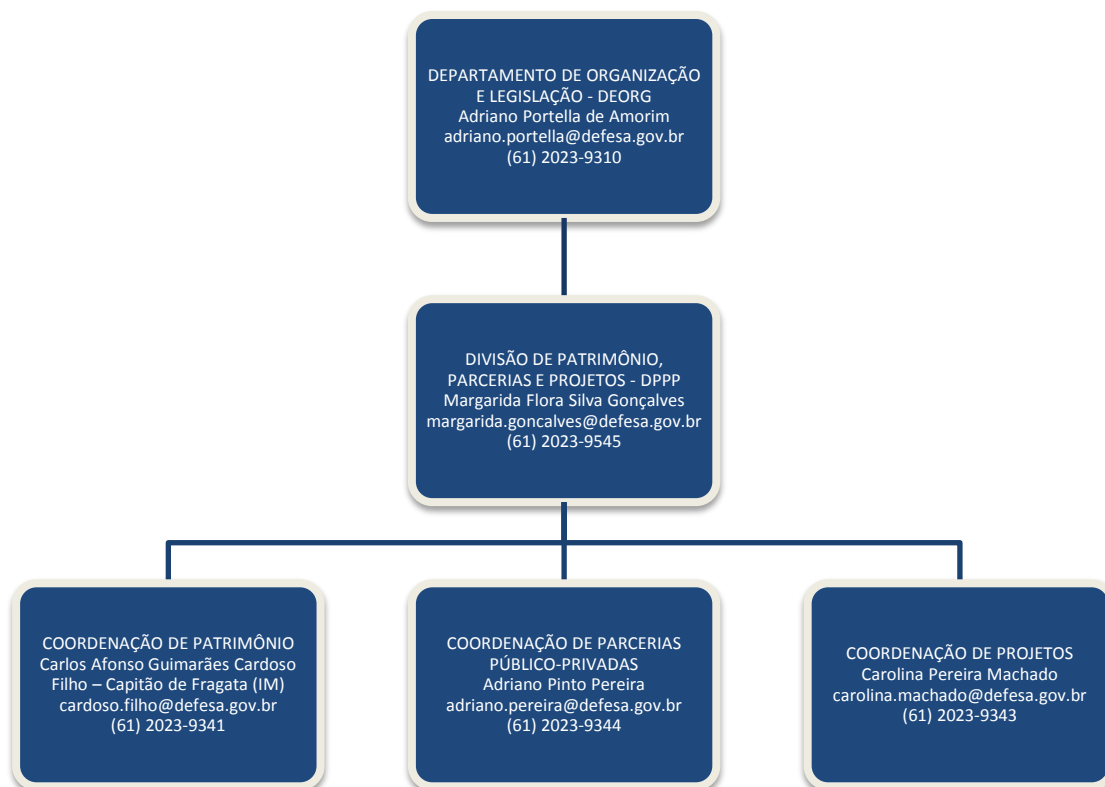 DEPARTAMENTO DE ORGANIZAÇÃO
E LEGISLAÇÃO - DEORG
Adriano Portella de Amorim
adriano.portella@defesa.gov.br
(61) 2023-9310
DIVISÃO DE PATRIMÔNIO,
PARCERIAS E PROJETOS - DPPP
Margarida Flora Silva Gonçalves
margarida.goncalves@defesa.gov.br
(61) 2023-9545
COORDENAÇÃO DE PATRIMÔNIO
Carlos Afonso Guimarães Cardoso
Filho – Capitão de Fragata (IM)
cardoso.filho@defesa.gov.br
(61) 2023-9341
COORDENAÇÃO DE PARCERIAS
PÚBLICO-PRIVADAS
Adriano Pinto Pereira
adriano.pereira@defesa.gov.br
(61) 2023-9344
COORDENAÇÃO DE PROJETOS
Carolina Pereira Machado
carolina.machado@defesa.gov.br
(61) 2023-9343